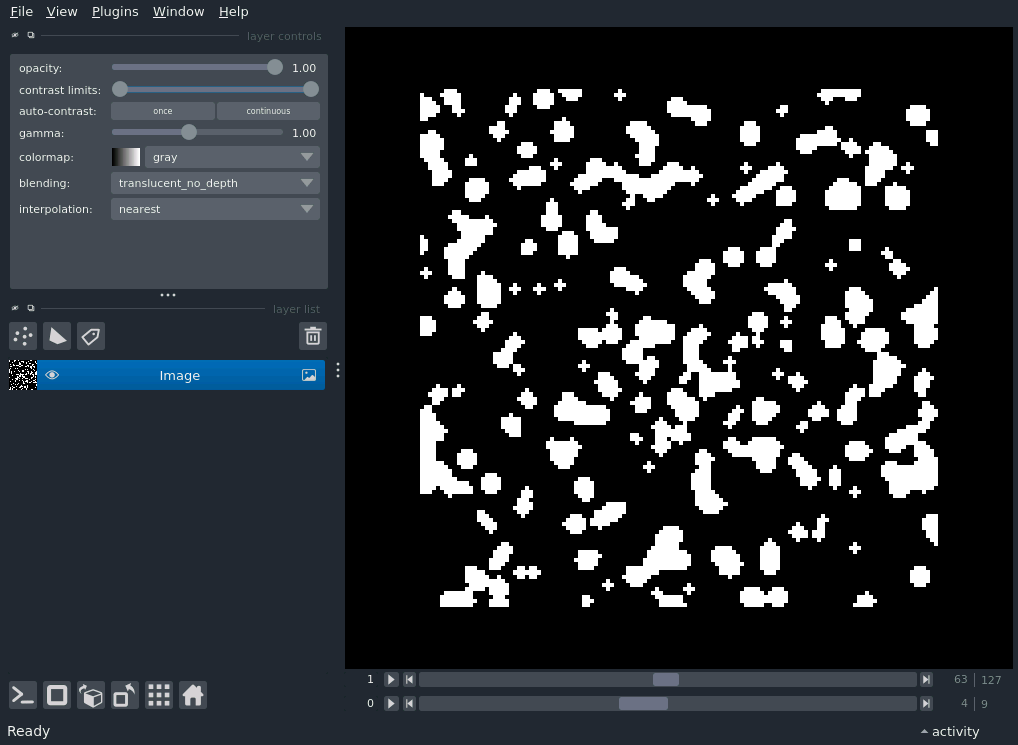 File View Plugins Window Help
layer controls
opacity: 1.00
contrast limits:
auto-contrast: once continuous
gamma: 1.00
colormap: gray
blending: translucent_no_depth
interpolation: nearest
layer list
Image
1 63 127
0 4 9
Ready activity